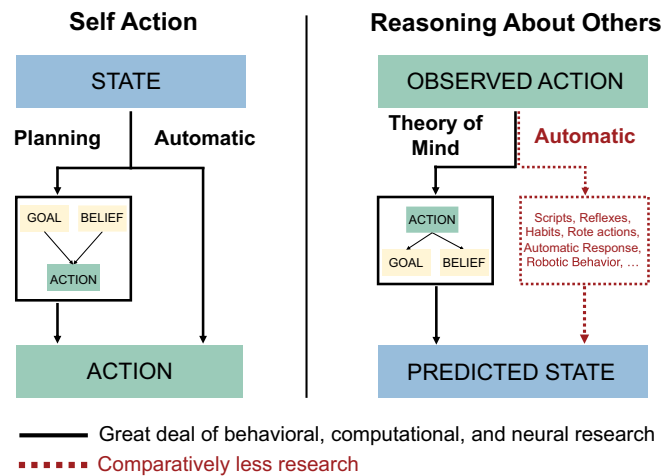 Self Action
STATE
Planning
Automatic
GOAL
BELIEF
ACTION
ACTION
Reasoning About Others
OBSERVED ACTION
Theory of
Mind
Automatic
ACTION
GOAL
BELIEF
Scripts, Reflexes,
Habits, Rote actions,
Automatic Response,
Robotic Behavior, ...
PREDICTED STATE
Great deal of behavioral, computational, and neural research
Comparatively less research